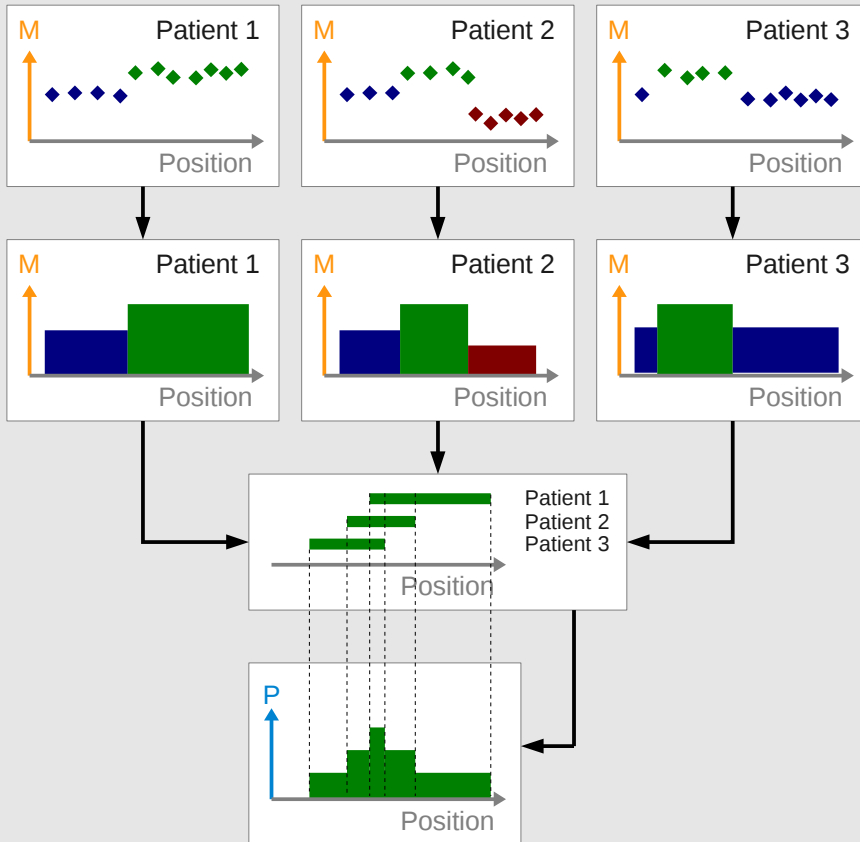 M Patient 1
Position
M Patient 2
Position
M Patient 3
Position
M Patient 1
Position
M Patient 2
Position
M Patient 3
Position
Patient 1
Patient 2
Patient 3
Position
P
Position